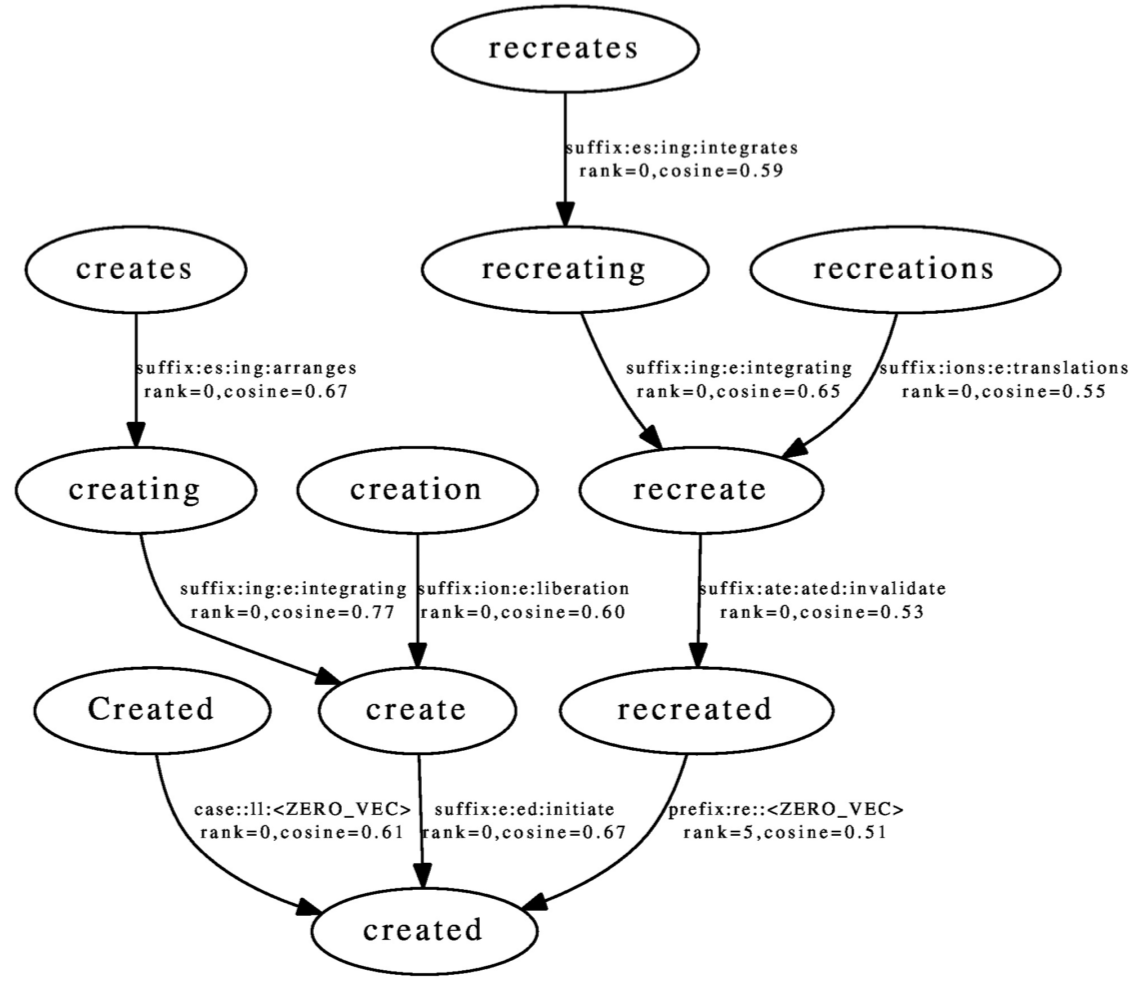 recreates
suffix:es:ing:integrates
rank=0,cosine=0.59
creates
recreating
recreations
suffix:es:ing:arranges
rank=0,cosine=0.67
suffix:ing:e:integrating
rank=0,cosine=0.65
suffix:ions:e:translations
rank=0,cosine=0.55
creating
creation
recreate
suffix:ing:e:integrating
rank=0,cosine=0.77
suffix:ion:e:liberation
rank=0,cosine=0.60
suffix:ate:ated:invalidate
rank=0,cosine=0.53
Created
create
recreated
case::ll:<ZERO_VEC>
rank=0,cosine=0.61
suffix:e:ed:initiate
rank=0,cosine=0.67
prefix:re::<ZERO_VEC>
rank=5,cosine=0.51
created